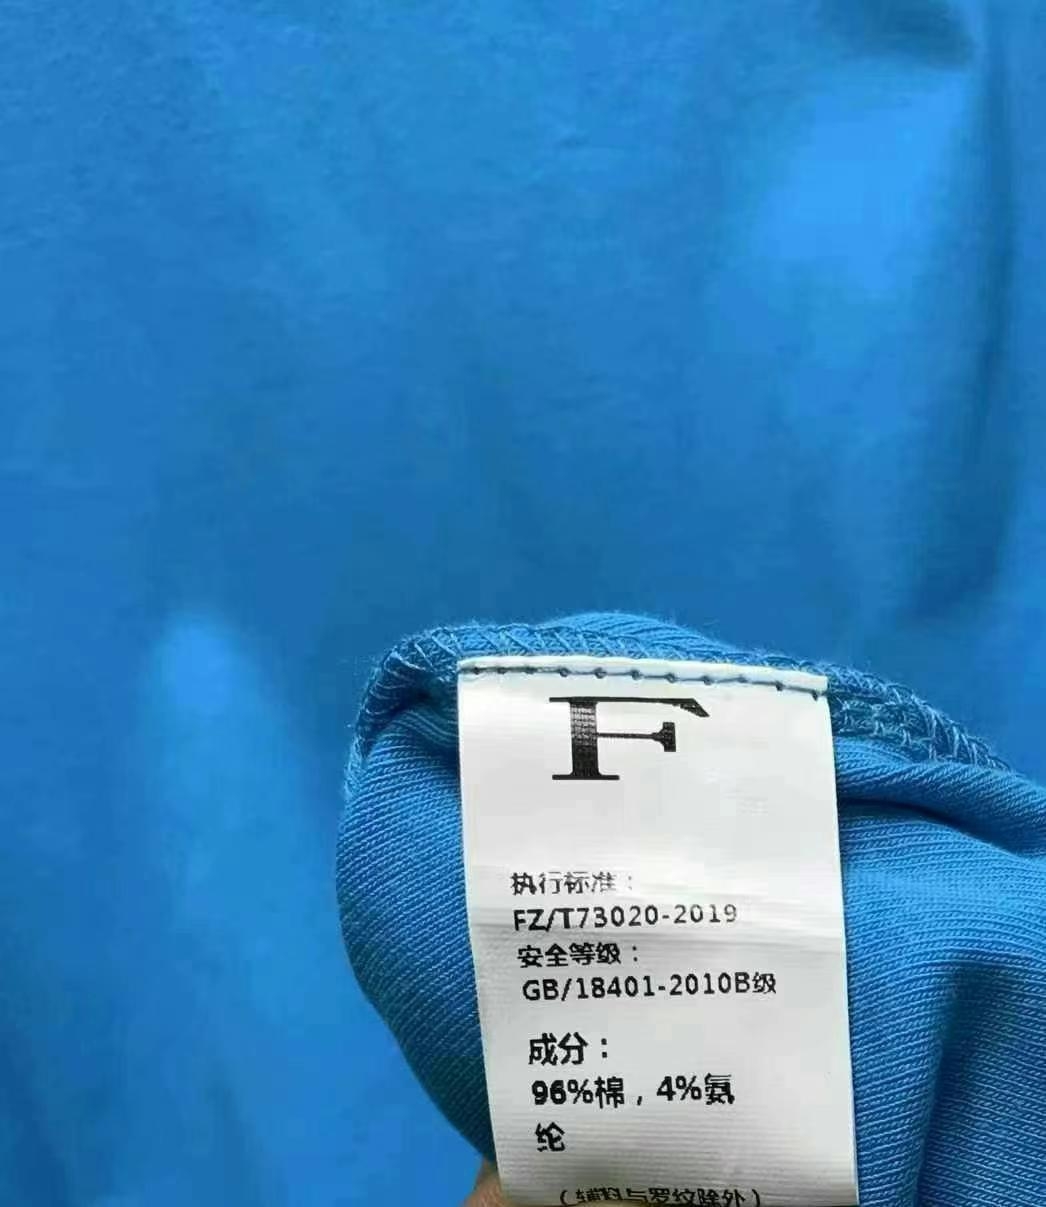 F
执行标准：
FZ/T73020-2019
安全等级：
GB/18401-2010B级
成分：
96%棉，4%氨
纶
（辅料与罗纹除外）